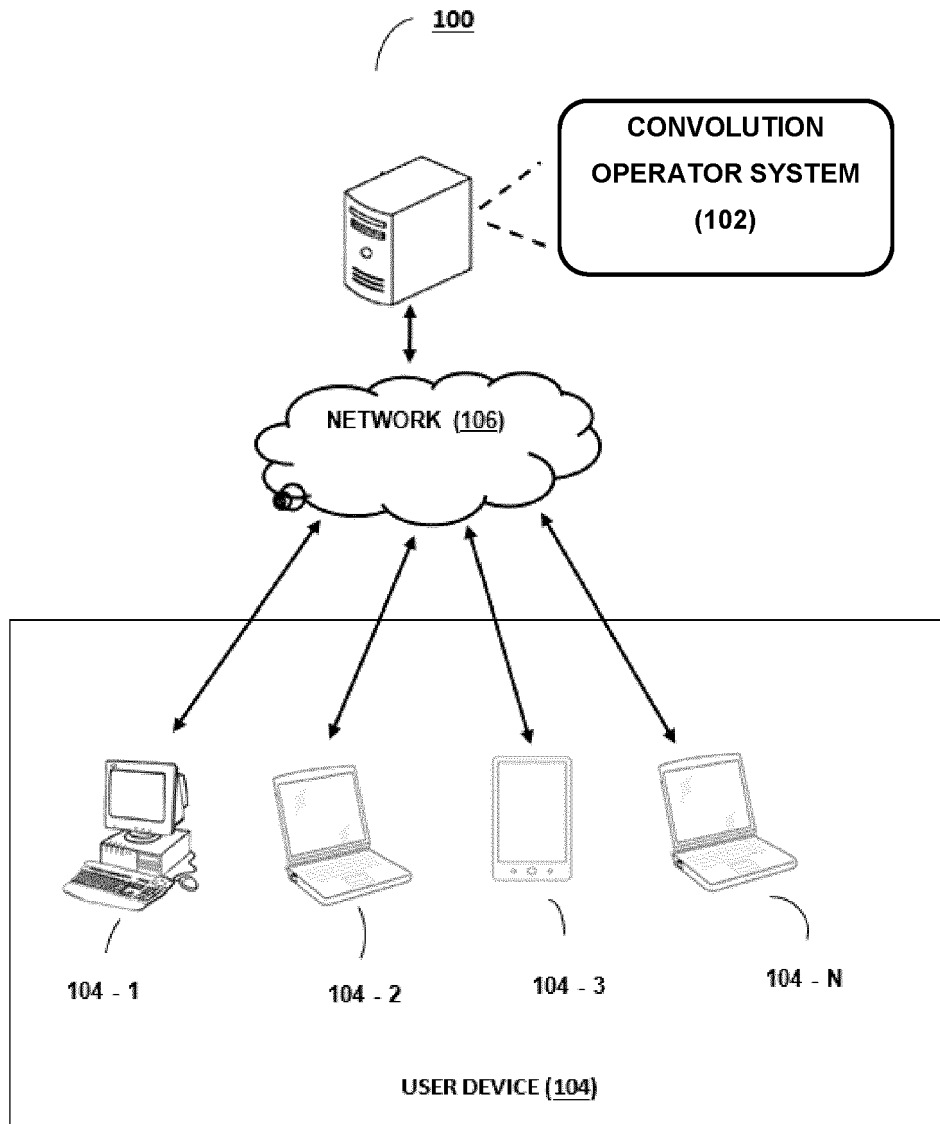 100
CONVOLUTION
OPERATOR SYSTEM
(102)
NETWORK (106)
104 - 1
104 - 2
104 - 3
104 - N
USER DEVICE (104)